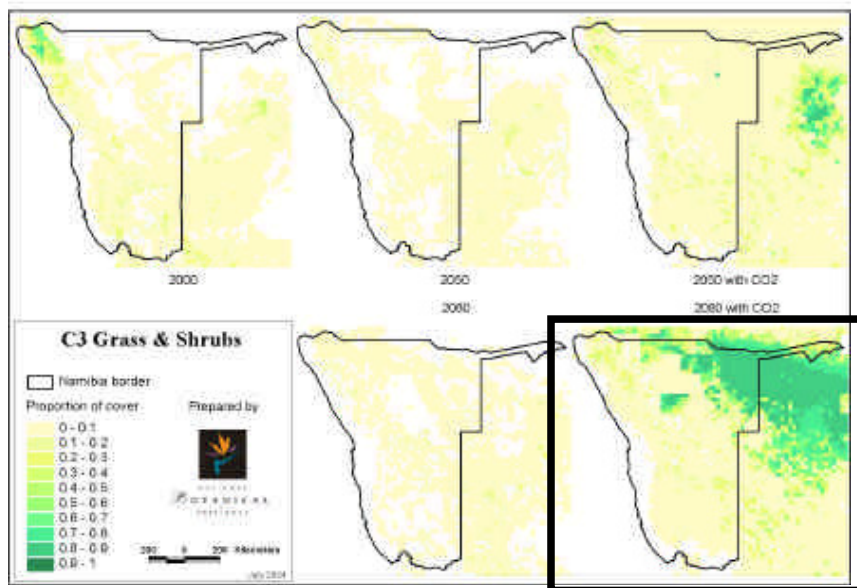 2000
2050
2050 with CO2
2080
2080 with CO2
C3 Grass & Shrubs
Namibia border
Proportion of cover
Prepared by
0 - 0.1
0.1 - 0.2
0.2 - 0.3
0.3 - 0.4
0.4 - 0.5
0.5 - 0.6
0.6 - 0.7
0.7 - 0.8
0.8 - 0.9
0.9 - 1
BOTANICAL
200 0 200 Kilometers